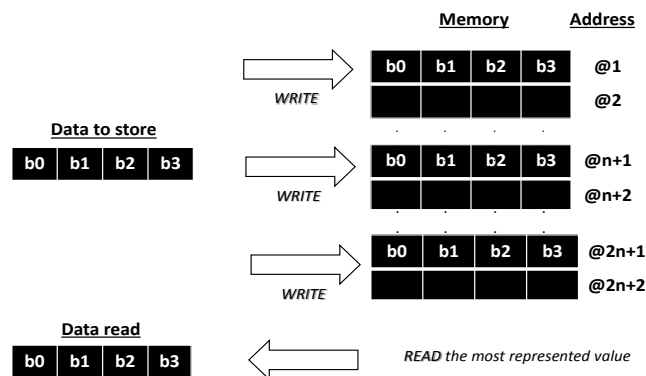 Memory Address
b0 b1 b2 b3 @1
WRITE
@2
Data to store
b0 b1 b2 b3
b0 b1 b2 b3 @n+1
WRITE
@n+2
b0 b1 b2 b3 @2n+1
WRITE
@2n+2
Data read
b0 b1 b2 b3
READ the most represented value